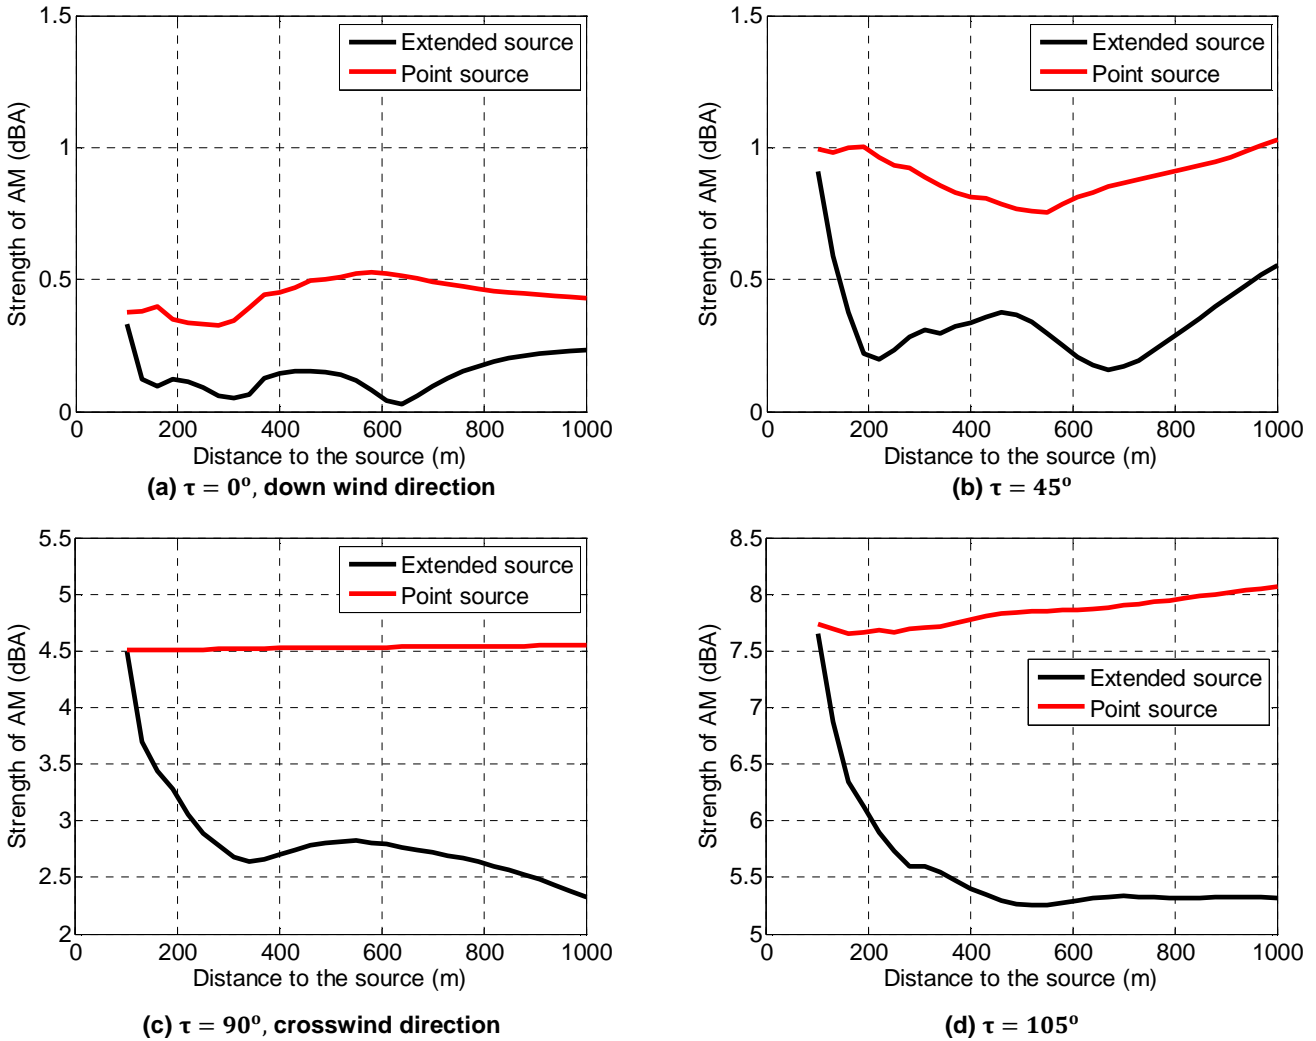 1.5
1
0.5
0
Strength of AM (dBA)
Extended source
Point source
0 200 400 600 800 1000
Distance to the source (m)
(a) τ = 0⁰, down wind direction
1.5
1
0.5
0
Strength of AM (dBA)
Extended source
Point source
0 200 400 600 800 1000
Distance to the source (m)
(b) τ = 45⁰
5.5
5
4.5
4
3.5
3
2.5
2
Strength of AM (dBA)
Extended source
Point source
0 200 400 600 800 1000
Distance to the source (m)
(c) τ = 90⁰, crosswind direction
8.5
8
7.5
7
6.5
6
5.5
5
Strength of AM (dBA)
Extended source
Point source
0 200 400 600 800 1000
Distance to the source (m)
(d) τ = 105⁰